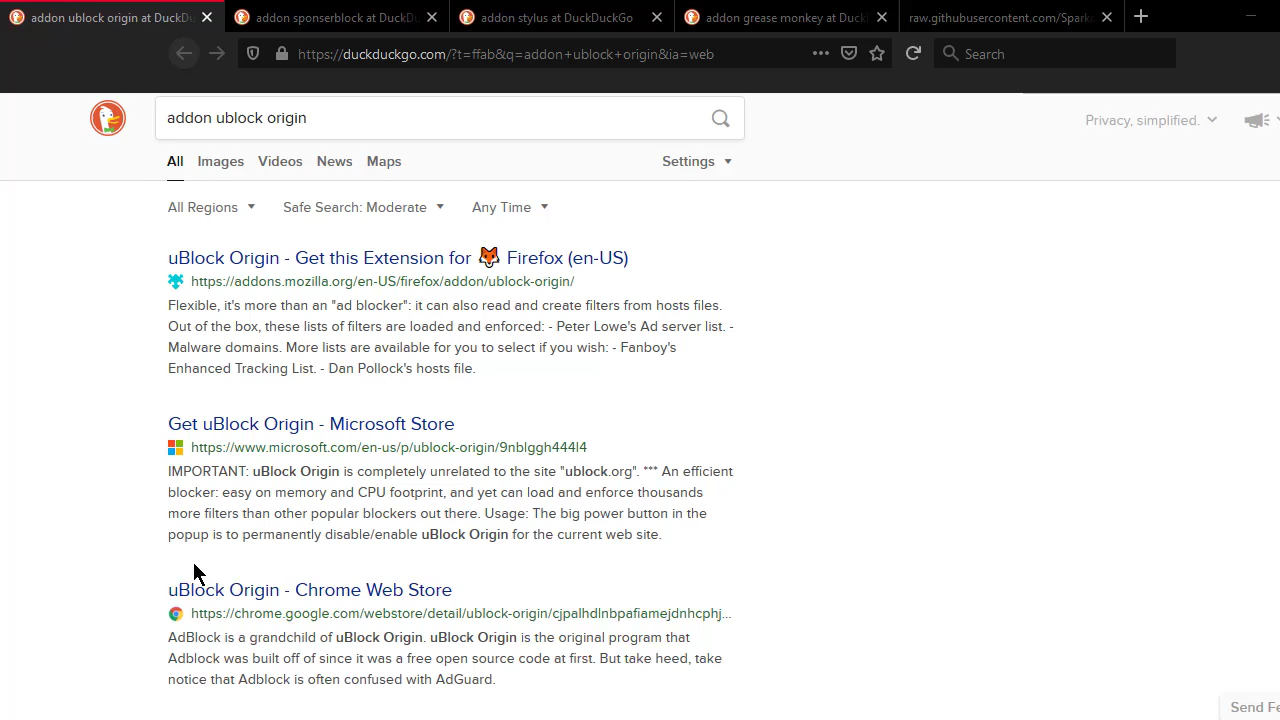 addon ublock origin at DuckDu
addon sponserblock at DuckDu
addon stylus at DuckDuckGo
addon grease monkey at Duck
raw.githubusercontent.com/Spark
https://duckduckgo.com/?t=ffab&q=addon+ublock+origin&ia=web
Search
addon ublock origin
Privacy, simplified.
All Images Videos News Maps Settings
All Regions Safe Search: Moderate Any Time
uBlock Origin - Get this Extension for 🦊 Firefox (en-US)
https://addons.mozilla.org/en-US/firefox/addon/ublock-origin/
Flexible, it's more than an "ad blocker": it can also read and create filters from hosts files.
Out of the box, these lists of filters are loaded and enforced: - Peter Lowe's Ad server list. -
Malware domains. More lists are available for you to select if you wish: - Fanboy's
Enhanced Tracking List. - Dan Pollock's hosts file.
Get uBlock Origin - Microsoft Store
https://www.microsoft.com/en-us/p/ublock-origin/9nblggh444l4
IMPORTANT: uBlock Origin is completely unrelated to the site "ublock.org". *** An efficient
blocker: easy on memory and CPU footprint, and yet can load and enforce thousands
more filters than other popular blockers out there. Usage: The big power button in the
popup is to permanently disable/enable uBlock Origin for the current web site.
uBlock Origin - Chrome Web Store
https://chrome.google.com/webstore/detail/ublock-origin/cjpalhdlnbpafiamejdnhcphj...
AdBlock is a grandchild of uBlock Origin. uBlock Origin is the original program that
Adblock was built off of since it was a free open source code at first. But take heed, take
notice that Adblock is often confused with AdGuard.
Send Fe